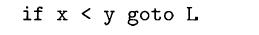 if x < y goto L